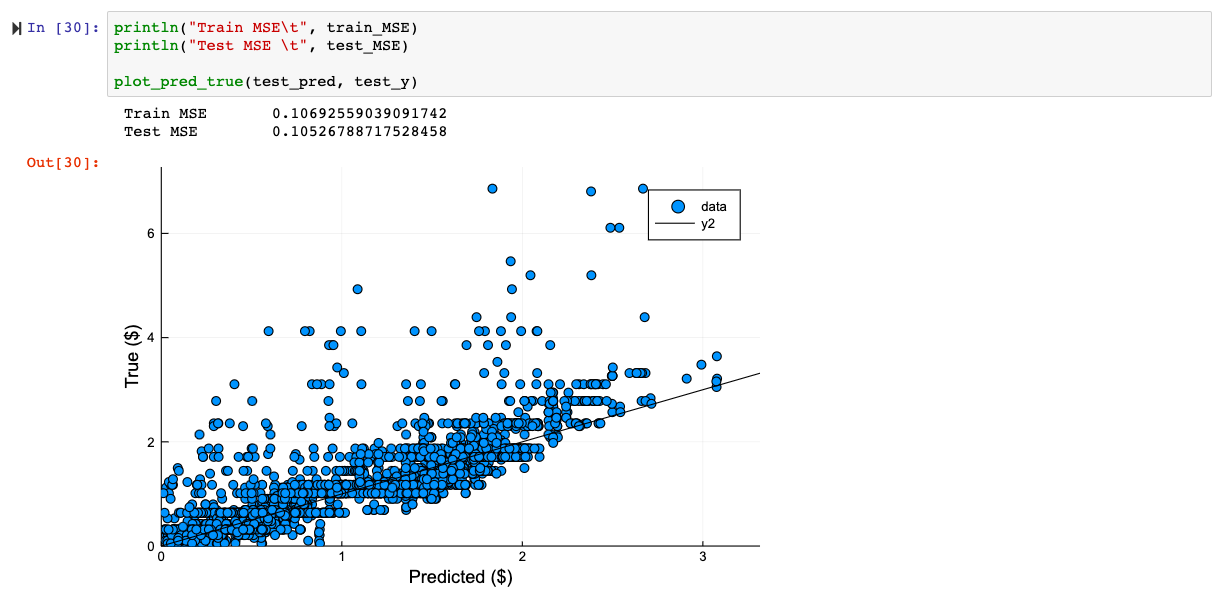 In [30]: println("Train MSE\t", train_MSE)
println("Test MSE \t", test_MSE)
plot_pred_true(test_pred, test_y)
Train MSE 0.10692559039091742
Test MSE 0.10526788717528458
Out[30]:
data
y2
6
4
2
0
True ($)
0 1 2 3
Predicted ($)